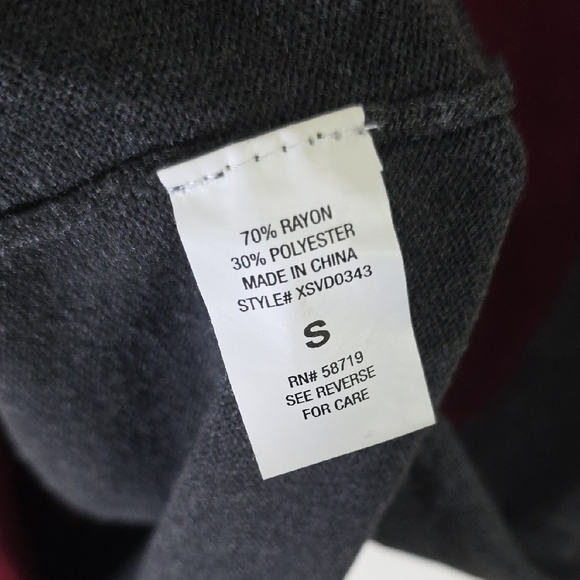 70% RAYON
30% POLYESTER
MADE IN CHINA
STYLE# XSVD0343
S
RN# 58719
SEE REVERSE
FOR CARE